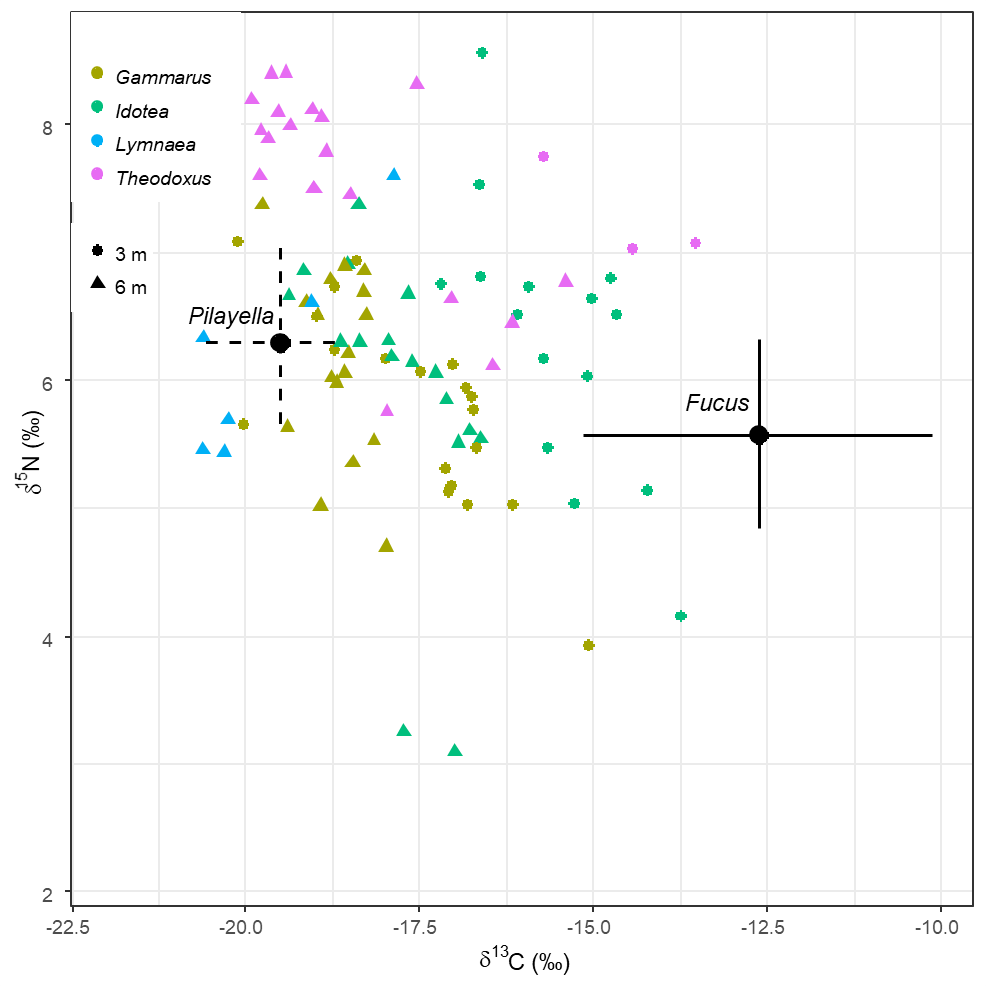 Gammarus
Idotea
Lymnaea
Theodoxus
3 m
6 m
Pilayella
Fucus
8
6
4
2
δ15N (‰)
-22.5 -20.0 -17.5 -15.0 -12.5 -10.0
δ13C (‰)